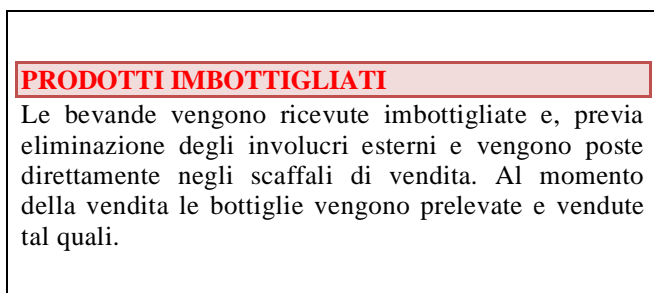 PRODOTTI IMBOTTIGLIATI
Le bevande vengono ricevute imbottigliate e, previa
eliminazione degli involucri esterni e vengono poste
direttamente negli scaffali di vendita. Al momento
della vendita le bottiglie vengono prelevate e vendute
tal quali.